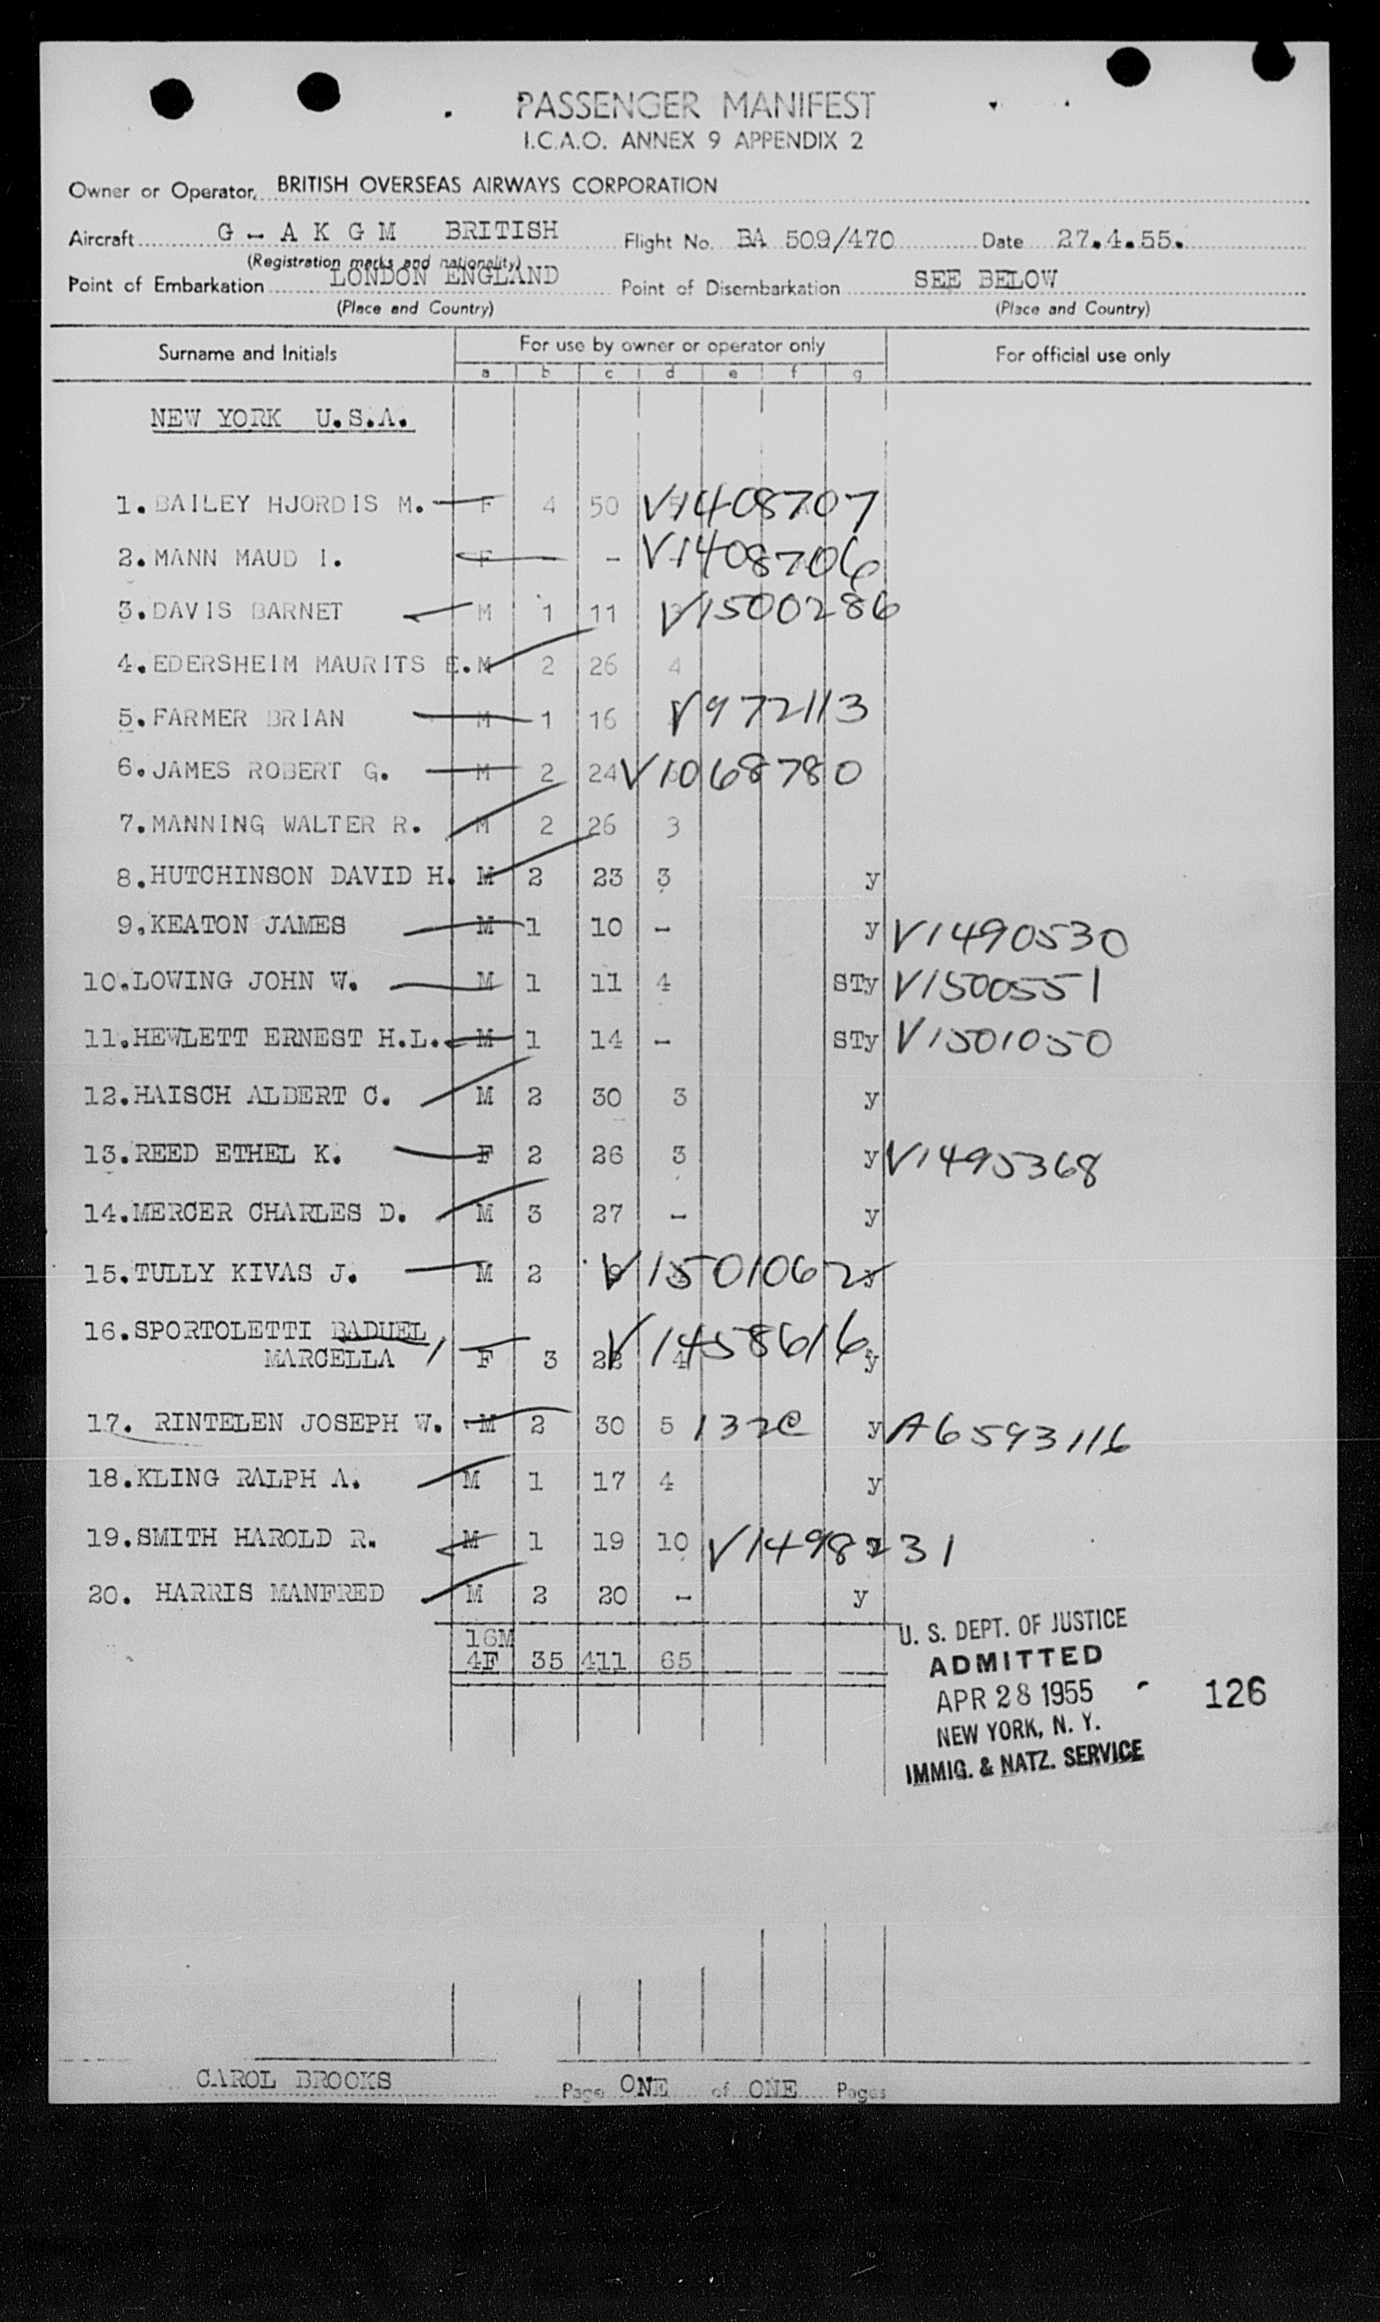 PASSENGER MANIFEST
I.C.A.O. ANNEX 9 APPENDIX 2
Owner or Operator, BRITISH OVERSEAS AIRWAYS CORPORATION
Aircraft G - A K G M BRITISH Flight No. BA 509/470 Date 27.4.55.
(Registration marks and nationality)
Point of Embarkation LONDON ENGLAND Point of Disembarkation SEE BELOW
(Place and Country) (Place and Country)
Surname and Initials For use by owner or operator only For official use only
a b c d e f g
NEW YORK U.S.A.
1. BAILEY HJORDIS M. F 4 50 V1408707
2. MANN MAUD I. F - - V1408706
3. DAVIS BARNET M 1 11 V1500286
4. EDERSHEIM MAURITS E. M 2 26 4
5. FARMER BRIAN M 1 16 V972113
6. JAMES ROBERT G. M 2 24 V1068780
7. MANNING WALTER R. M 2 26 3
8. HUTCHINSON DAVID H. M 2 23 3 y
9. KEATON JAMES M 1 10 - y V1490530
10. LOWING JOHN W. M 1 11 4 STy V1500551
11. HEWLETT ERNEST H.L. M 1 14 - STy V1501050
12. HAISCH ALBERT C. M 2 30 3 y
13. REED ETHEL K. F 2 26 3 y V1495368
14. MERCER CHARLES D. M 3 27 - y
15. TULLY KIVAS J. M 2 V1501062 y
16. SPORTOLETTI BADUEL
MARCELLA F 3 22 4 V1458616 y
17. RINTELEN JOSEPH W. M 2 30 5 132C y A6593116
18. KLING RALPH A. M 1 17 4 y
19. SMITH HAROLD R. M 1 19 10 V1498231
20. HARRIS MANFRED M 2 20 - y
16M
4F 35 411 65
U. S. DEPT. OF JUSTICE
ADMITTED
APR 28 1955 126
NEW YORK, N. Y.
IMMIG. & NATZ. SERVICE
CAROL BROOKS Page ONE of ONE Pages